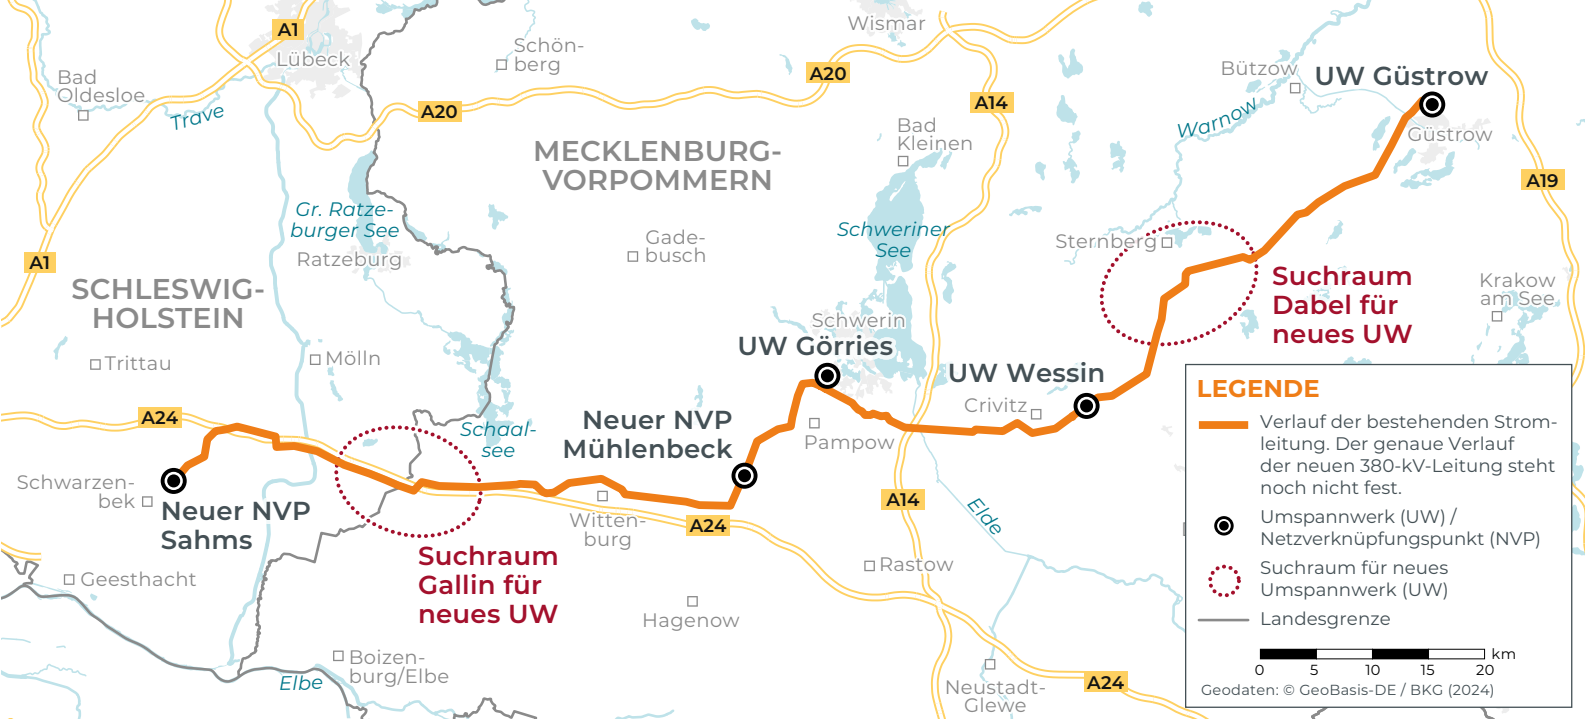 A1
Lübeck
Schön-
berg
Wismar
Bad
Oldesloe
A20
A20
A14
Bützow
UW Güstrow
Trave
Warnow
Güstrow
Bad
Kleinen
MECKLENBURG-
VORPOMMERN
A19
Gr. Ratze-
burger See
Ratzeburg
Gade-
busch
Schweriner
See
Sternberg
A1
SCHLESWIG-
HOLSTEIN
Suchraum
Dabel für
neues UW
Krakow
am See
Schwerin
UW Görries
Trittau
Mölln
UW Wessin
Crivitz
A24
Schaal-
see
Neuer NVP
Mühlenbeck
Pampow
Schwarzen-
bek
Neuer NVP
Sahms
Witten-
burg
A24
A14
Elde
Suchraum
Gallin für
neues UW
Geesthacht
Rastow
Hagenow
Boizen-
burg/Elbe
Elbe
Neustadt-
Glewe
A24
LEGENDE
Verlauf der bestehenden Strom-
leitung. Der genaue Verlauf
der neuen 380-kV-Leitung steht
noch nicht fest.
Umspannwerk (UW) /
Netzverknüpfungspunkt (NVP)
Suchraum für neues
Umspannwerk (UW)
Landesgrenze
km
0 5 10 15 20
Geodaten: © GeoBasis-DE / BKG (2024)